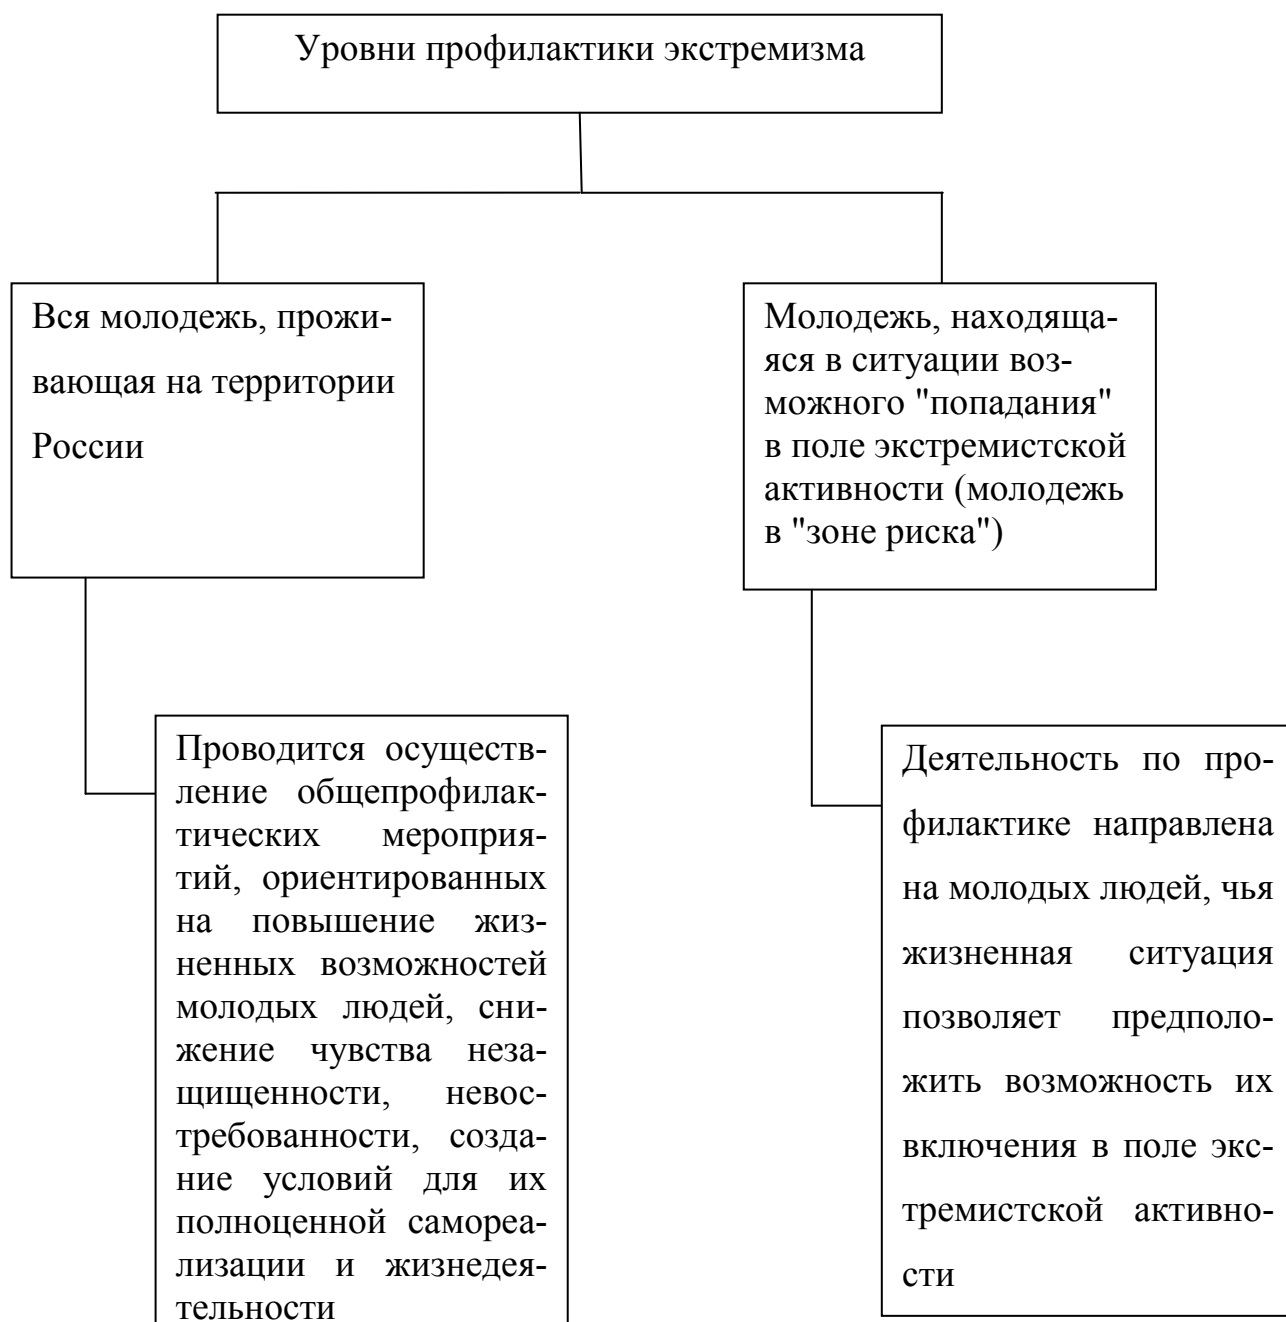 Уровни профилактики экстремизма
Вся молодежь, прожи-
вающая на территории
России
Молодежь, находяща-
яся в ситуации воз-
можного "попадания"
в поле экстремистской
активности (молодежь
в "зоне риска")
Проводится осуществ-
ление общепрофилак-
тических мероприя-
тий, ориентированных
на повышение жиз-
ненных возможностей
молодых людей, сни-
жение чувства неза-
щищенности, невос-
требованности, созда-
ние условий для их
полноценной самореа-
лизации и жизнедея-
тельности
Деятельность по про-
филактике направлена
на молодых людей, чья
жизненная ситуация
позволяет предполо-
жить возможность их
включения в поле экс-
тремистской активно-
сти